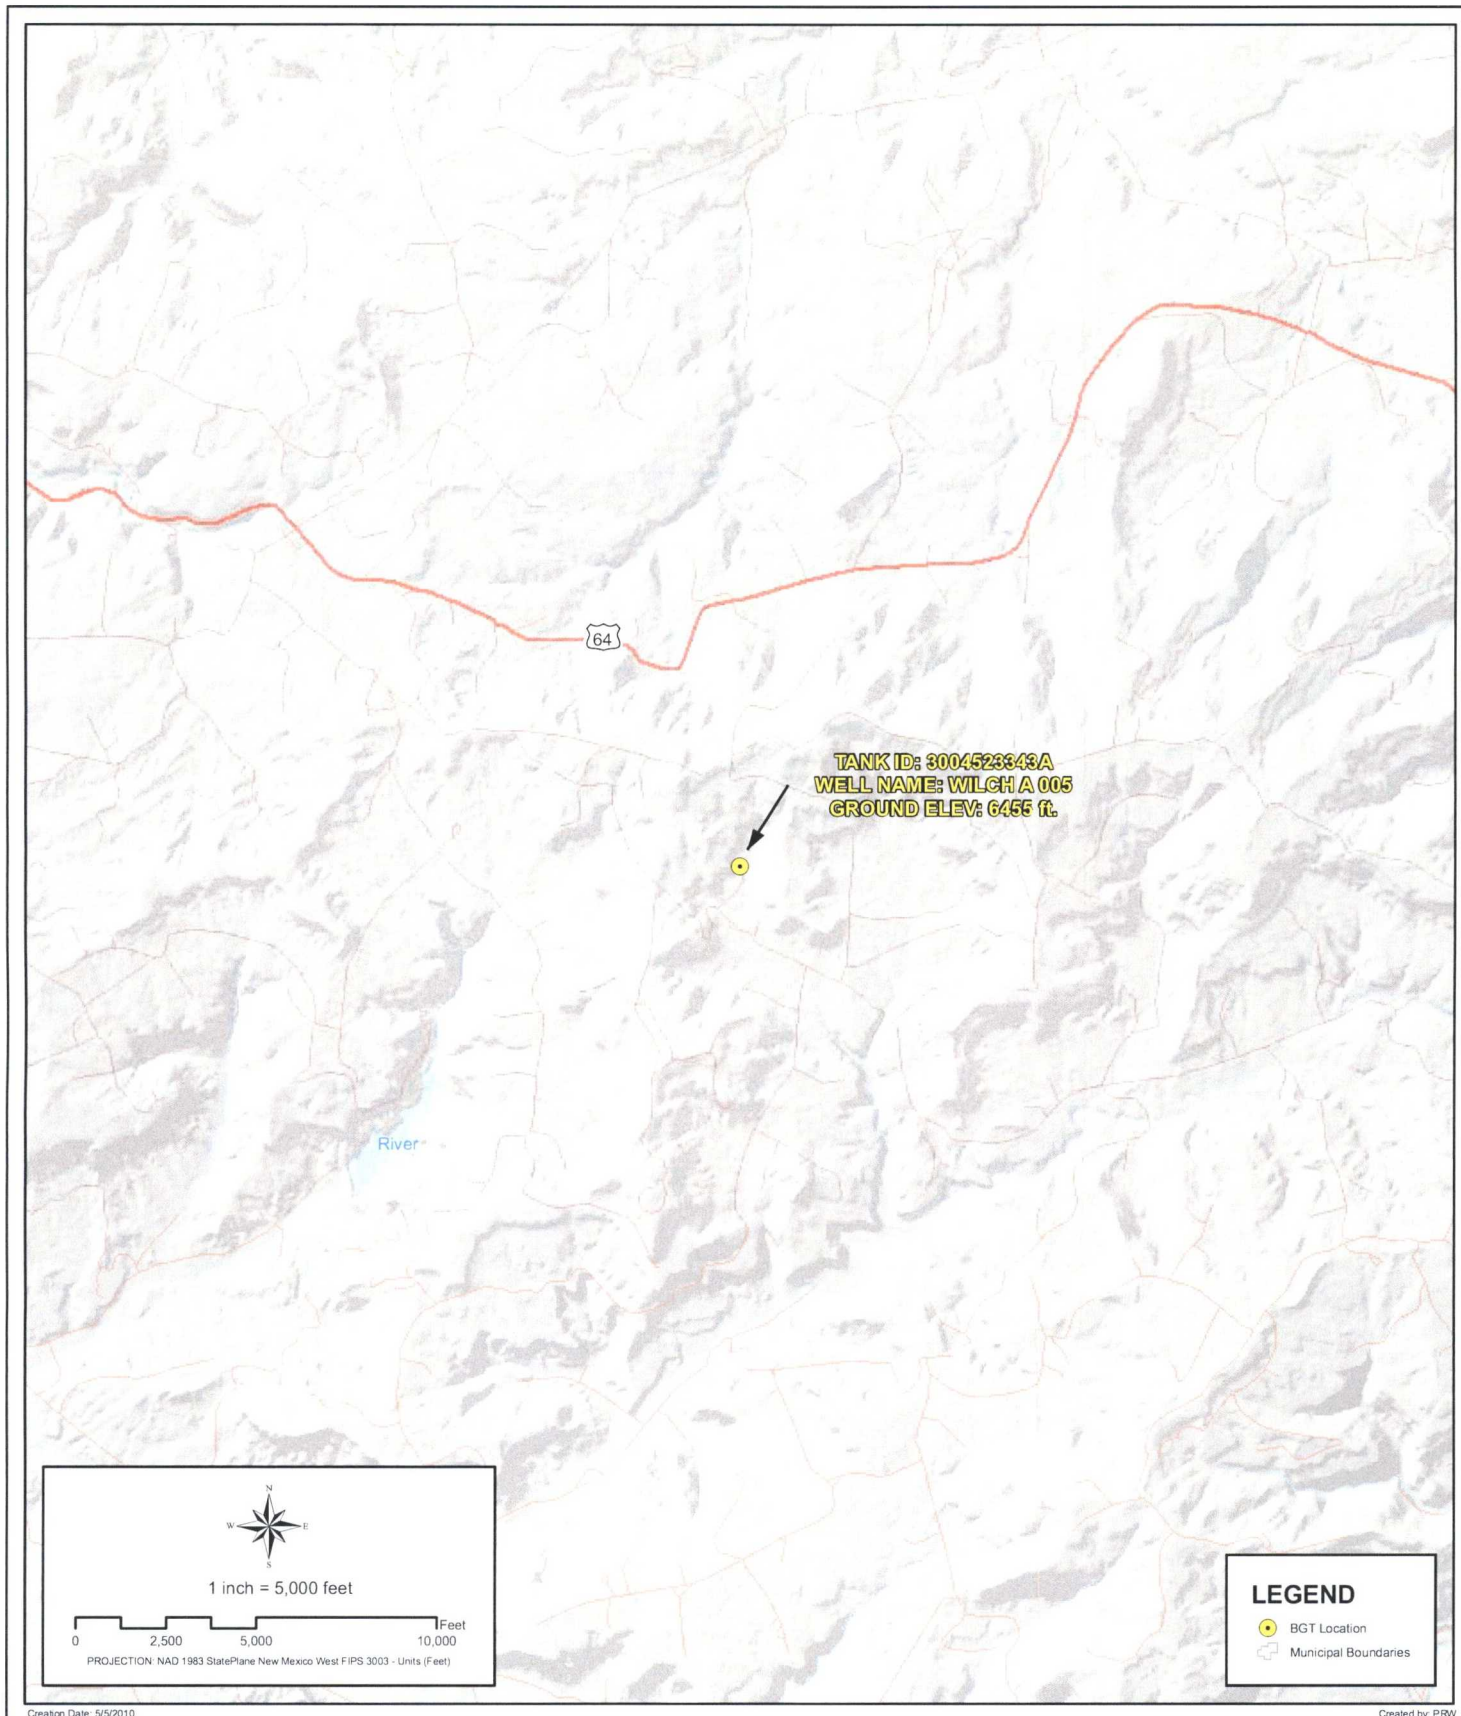 64
TANK ID: 3004523343A
WELL NAME: WILCH A 005
GROUND ELEV: 6455 ft.
River
N
W E
S
1 inch = 5,000 feet
Feet
0 2,500 5,000 10,000
PROJECTION: NAD 1983 StatePlane New Mexico West FIPS 3003 - Units (Feet)
LEGEND
BGT Location
Municipal Boundaries
Creation Date: 5/5/2010
Created by: PRW